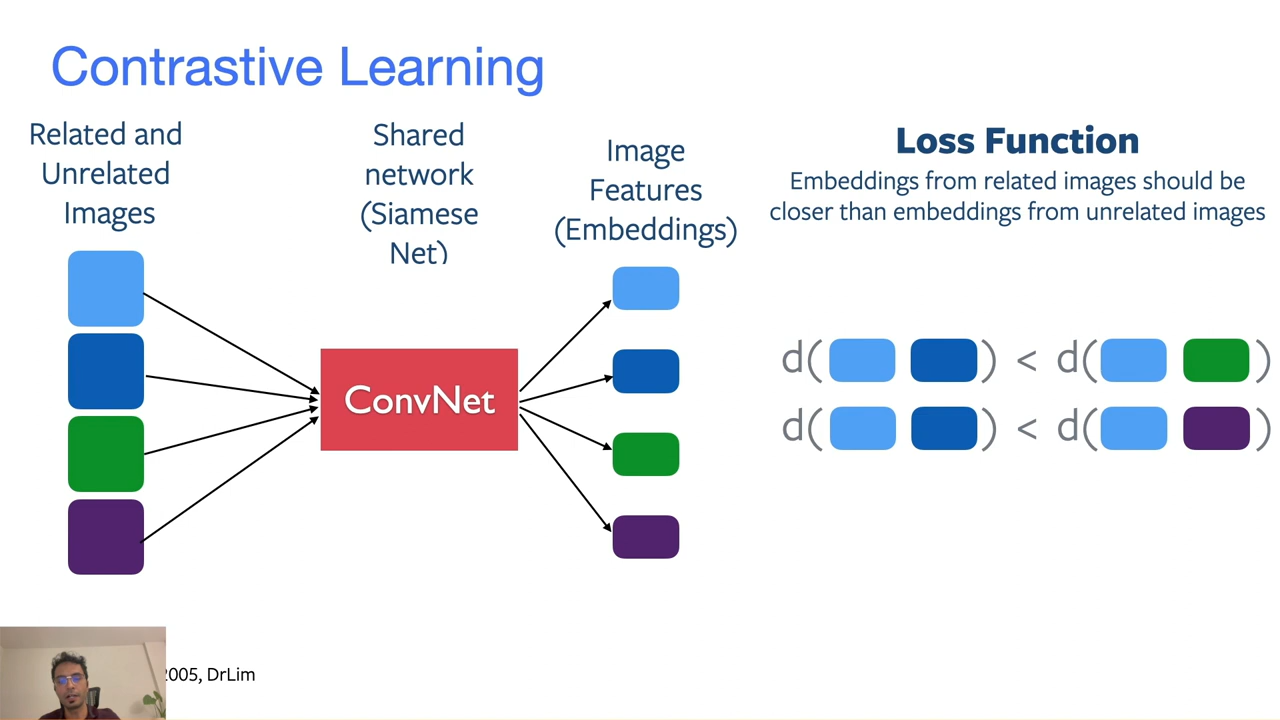 Contrastive Learning
Related and
Unrelated
Images
Shared
network
(Siamese
Net)
Image
Features
(Embeddings)
Loss Function
Embeddings from related images should be
closer than embeddings from unrelated images
ConvNet
d( ) < d( )
d( ) < d( )
2005, DrLim